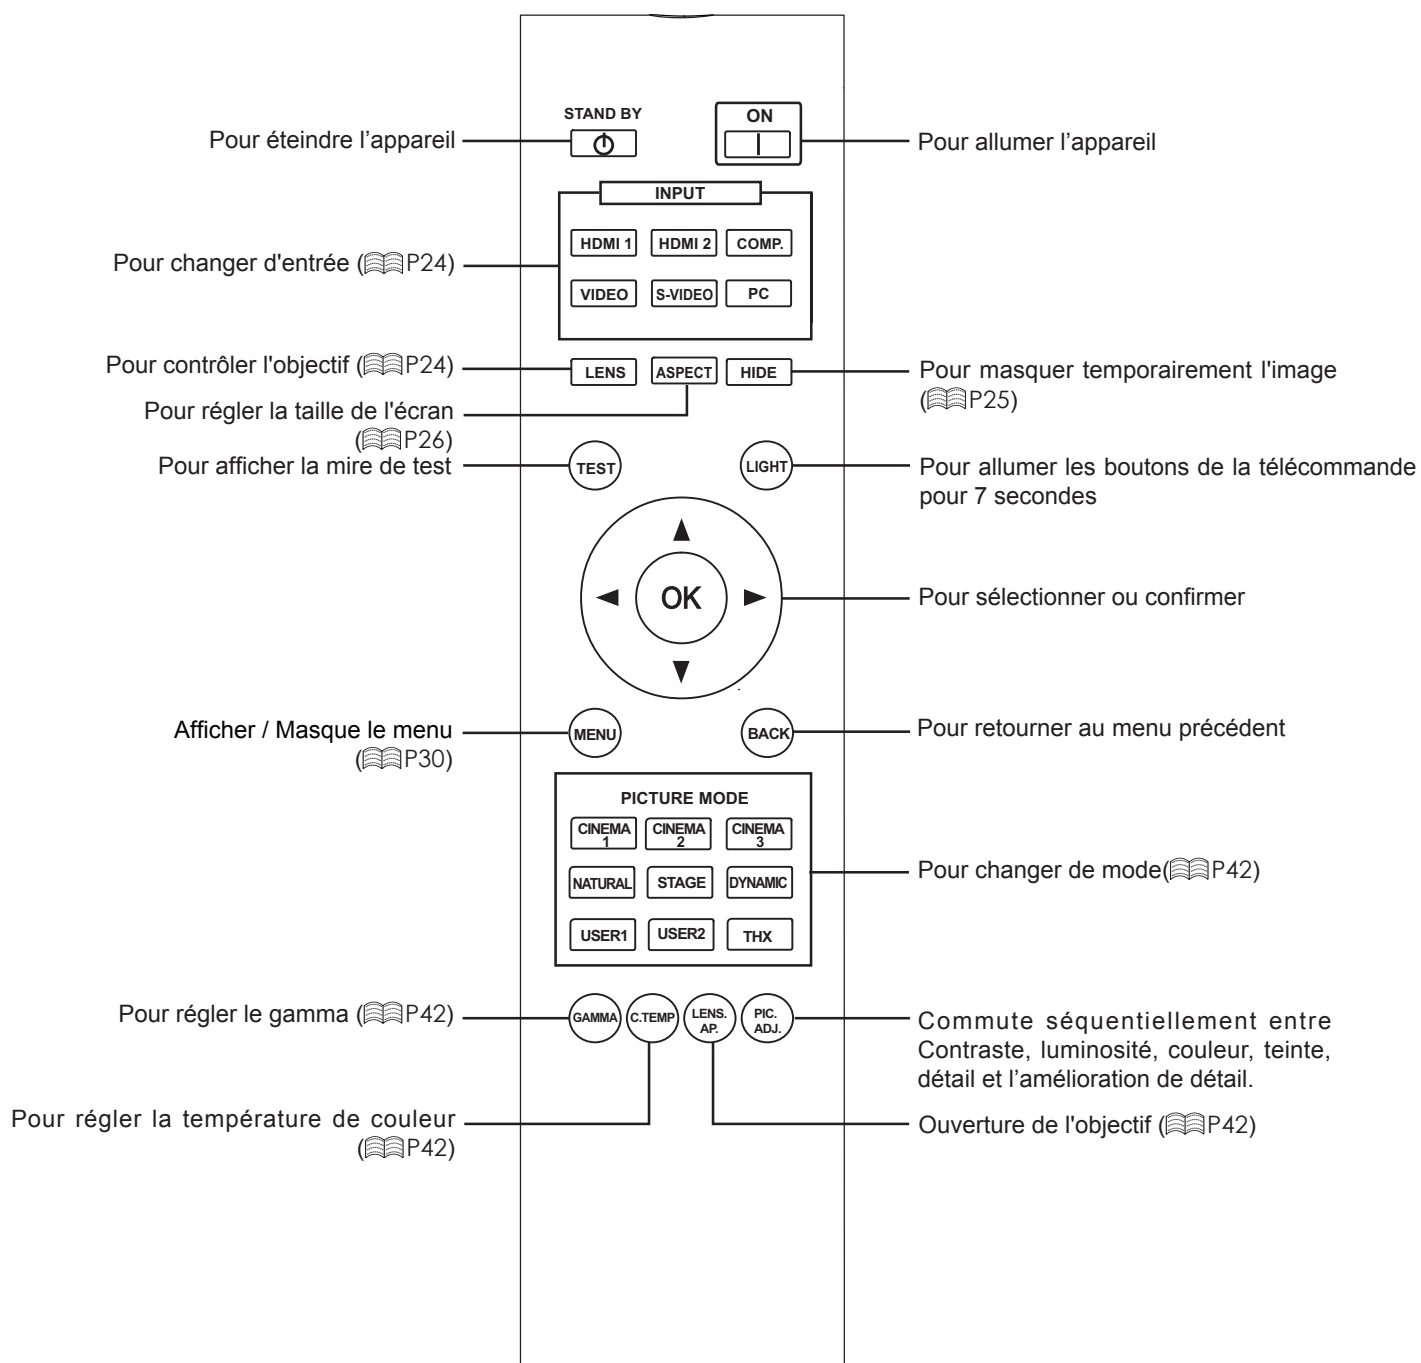 STAND BY
ON
Pour éteindre l’appareil
Pour allumer l’appareil
INPUT
HDMI 1
HDMI 2
COMP.
Pour changer d'entrée (P24)
VIDEO
S-VIDEO
PC
Pour contrôler l'objectif (P24)
LENS
ASPECT
HIDE
Pour masquer temporairement l'image
(P25)
Pour régler la taille de l'écran
(P26)
Pour afficher la mire de test
TEST
LIGHT
Pour allumer les boutons de la télécommande
pour 7 secondes
OK
Pour sélectionner ou confirmer
Afficher / Masque le menu
(P30)
MENU
BACK
Pour retourner au menu précédent
PICTURE MODE
CINEMA
1
CINEMA
2
CINEMA
3
NATURAL
STAGE
DYNAMIC
Pour changer de mode(P42)
USER1
USER2
THX
Pour régler le gamma (P42)
GAMMA
C.TEMP
LENS.
AP.
PIC.
ADJ.
Commute séquentiellement entre
Contraste, luminosité, couleur, teinte,
détail et l’amélioration de détail.
Pour régler la température de couleur
(P42)
Ouverture de l'objectif (P42)